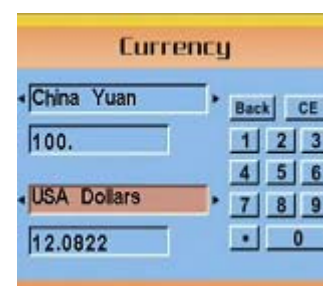 Currency
China Yuan
Back CE
100.
1 2 3
4 5 6
USA Dollars
7 8 9
12.0822
. 0